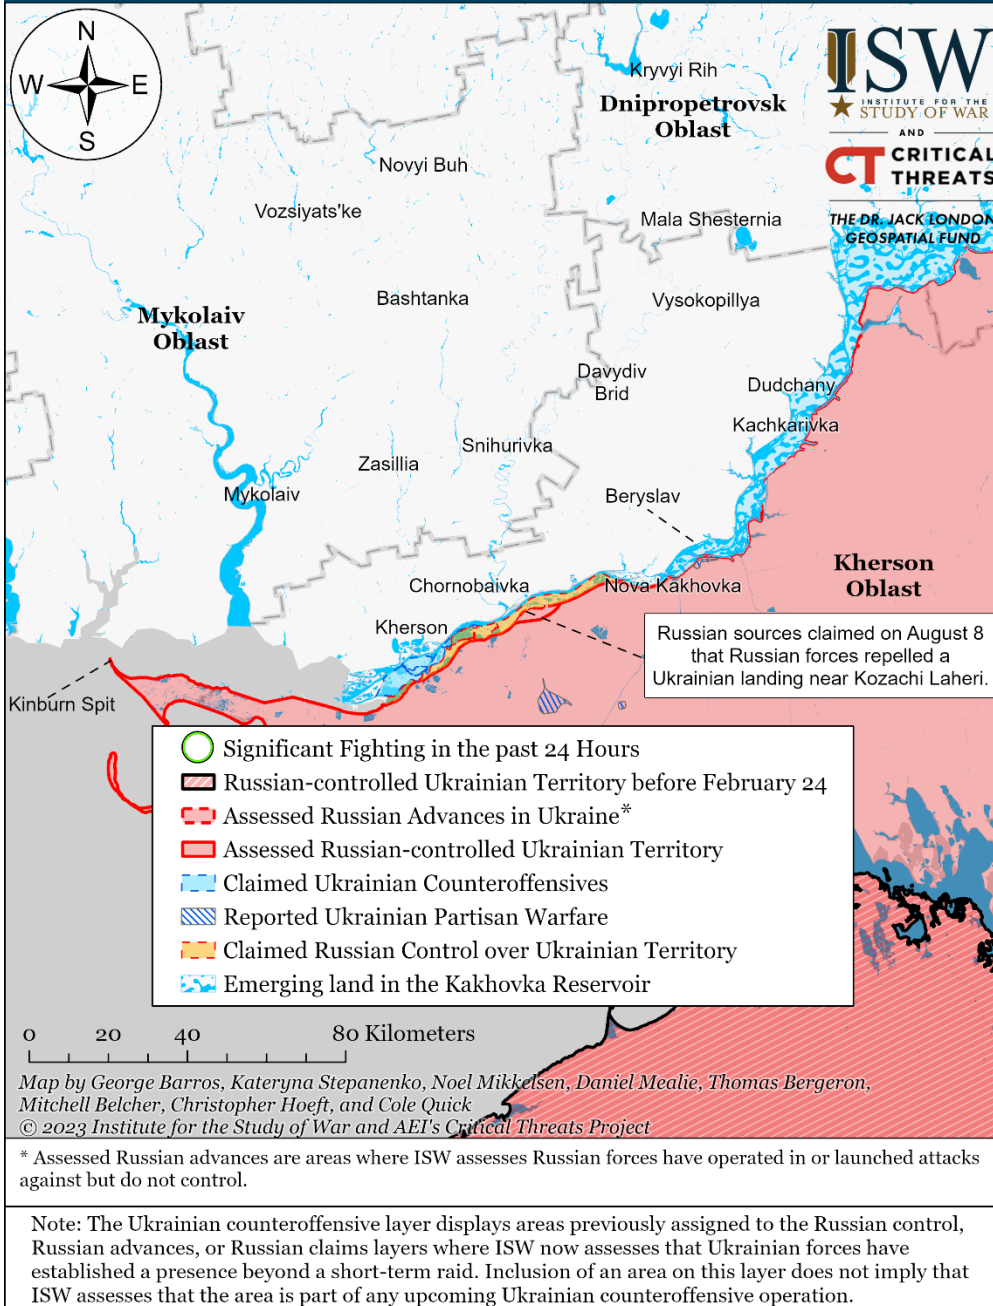 N
W
E
S
ISW
INSTITUTE FOR THE
STUDY OF WAR
AND
CT CRITICAL
THREATS
THE DR. JACK LONDON
GEOSPATIAL FUND
Kryvyi Rih
Dnipropetrovsk
Oblast
Novyi Buh
Vozsiyats'ke
Mala Shesternia
Bashtanka
Vysokopillya
Mykolaiv
Oblast
Davydiv
Brid
Dudchany
Kachkarivka
Snihurivka
Zasillia
Mykolaiv
Beryslav
Kherson
Oblast
Chornobaivka
Nova Kakhovka
Kherson
Russian sources claimed on August 8
that Russian forces repelled a
Ukrainian landing near Kozachi Laheri.
Kinburn Spit
Significant Fighting in the past 24 Hours
Russian-controlled Ukrainian Territory before February 24
Assessed Russian Advances in Ukraine*
Assessed Russian-controlled Ukrainian Territory
Claimed Ukrainian Counteroffensives
Reported Ukrainian Partisan Warfare
Claimed Russian Control over Ukrainian Territory
Emerging land in the Kakhovka Reservoir
0 20 40 80 Kilometers
Map by George Barros, Kateryna Stepanenko, Noel Mikkelsen, Daniel Mealie, Thomas Bergeron,
Mitchell Belcher, Christopher Hoeft, and Cole Quick
© 2023 Institute for the Study of War and AEI's Critical Threats Project
* Assessed Russian advances are areas where ISW assesses Russian forces have operated in or launched attacks
against but do not control.
Note: The Ukrainian counteroffensive layer displays areas previously assigned to the Russian control,
Russian advances, or Russian claims layers where ISW now assesses that Ukrainian forces have
established a presence beyond a short-term raid. Inclusion of an area on this layer does not imply that
ISW assesses that the area is part of any upcoming Ukrainian counteroffensive operation.